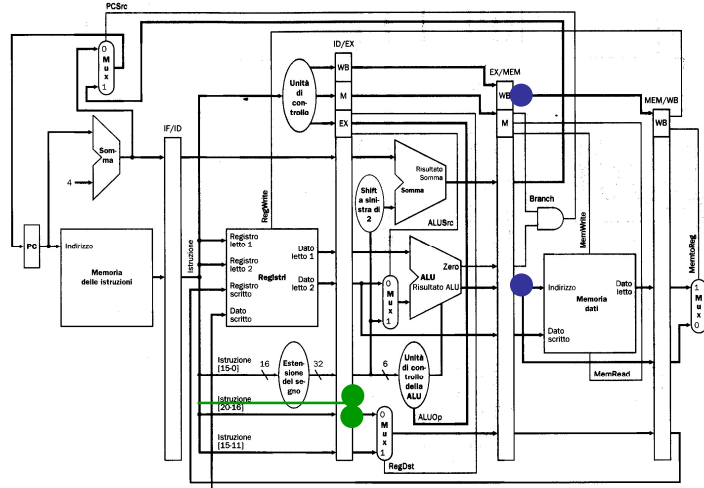 PCSrc
0
M
u
x
1
ID/EX
WB
M
EX
Unità
di con-
trollo
EX/MEM
WB
M
MEM/WB
WB
IF/ID
Som-
ma
4
Shift
a sini-
stra di
2
Risultato
Somma
Somma
RegWrite
ALUSrc
Branch
MemWrite
MemtoReg
PC
Indirizzo
Memoria
delle istruzioni
Istruzione
Registro
letto 1
Registro
letto 2
Registro
scritto
Dato
scritto
Registri
Dato
letto 1
Dato
letto 2
0
M
u
x
1
ALU
Zero
Risultato ALU
Indirizzo
Dato
letto
Memoria
dati
Dato
scritto
1
M
u
x
0
MemRead
Istruzione
[15-0]
16
Estensione
del segno
32
6
Unità
di con-
trollo
della
ALU
ALUOp
Istruzione
[20-16]
Istruzione
[15-11]
0
M
u
x
1
RegDst